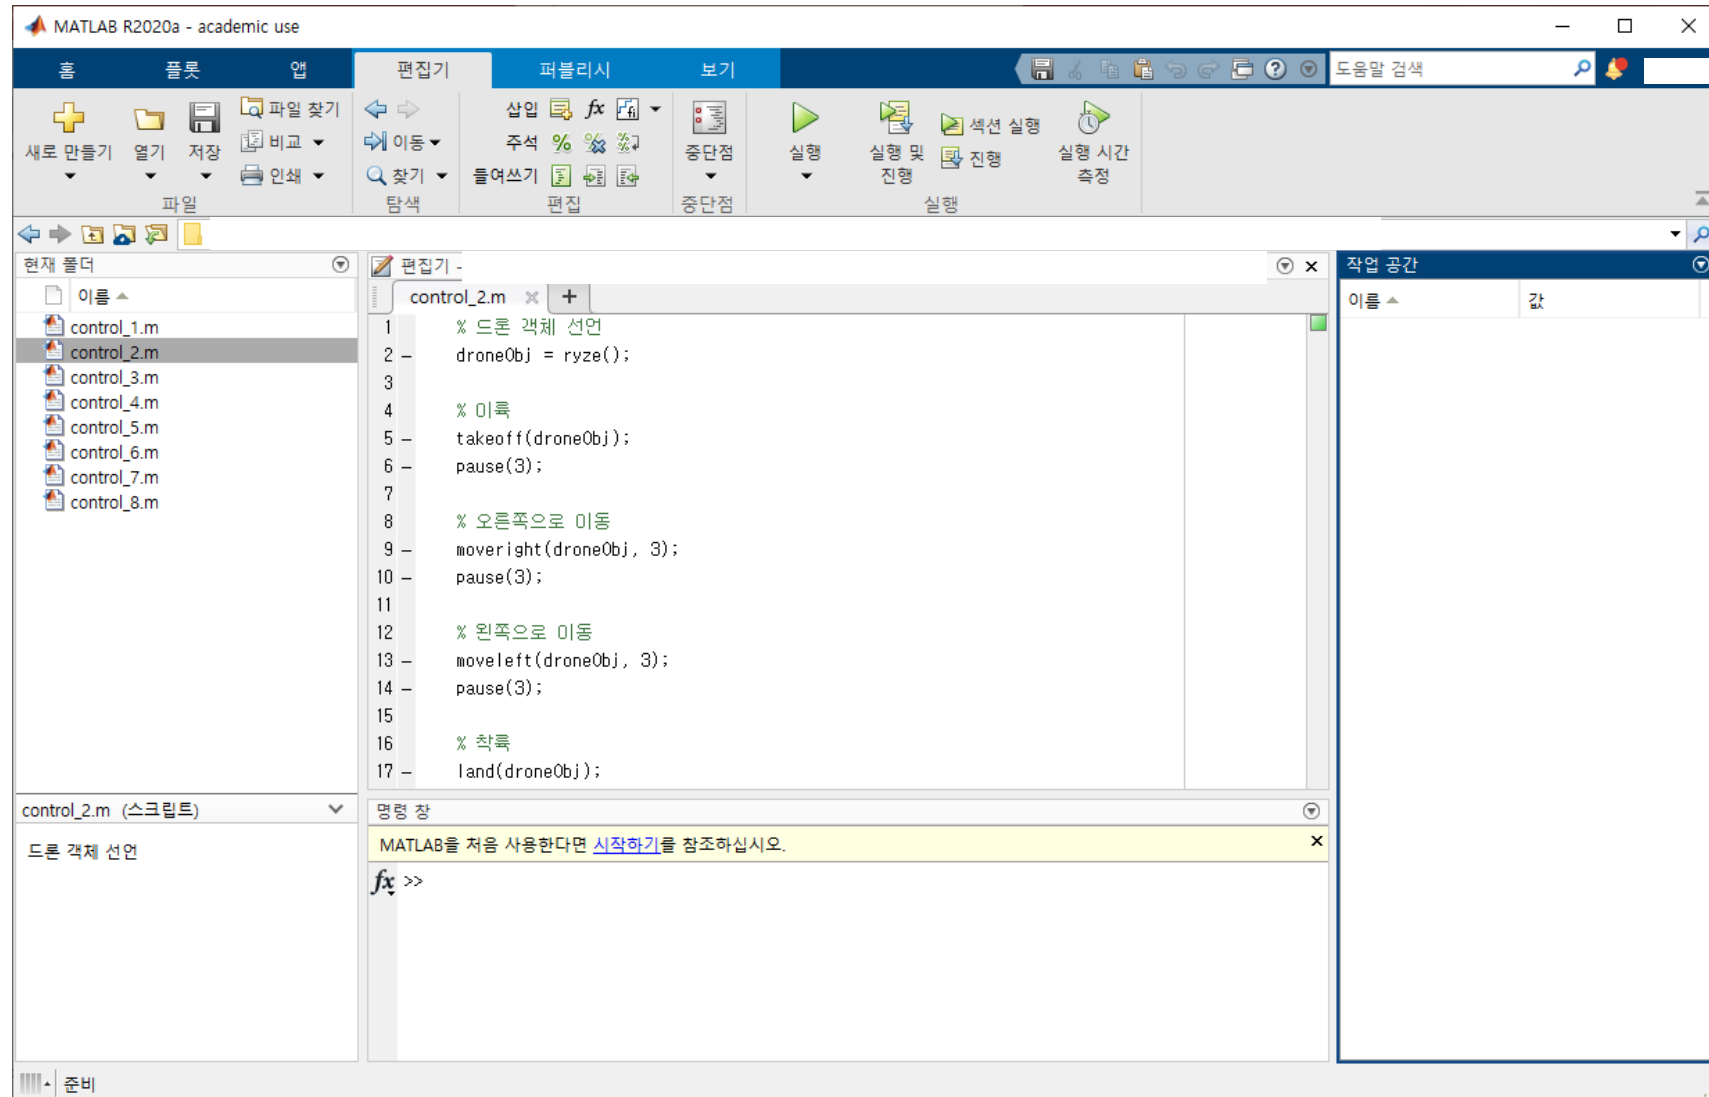 MATLAB R2020a - academic use
홈 플롯 앱 편집기 퍼블리시 보기 도움말 검색
새로 만들기 열기 저장 파일 찾기 비교 인쇄
파일
이동 찾기
탐색
삽입 fx fi
주석 % % %
들여쓰기
편집
중단점
중단점
실행
실행 및 진행
섹션 실행
진행
실행 시간 측정
실행
현재 폴더
이름
control_1.m
control_2.m
control_3.m
control_4.m
control_5.m
control_6.m
control_7.m
control_8.m
control_2.m (스크립트)
드론 객체 선언
편집기 -
control_2.m
1 % 드론 객체 선언
2 – droneObj = ryze();
3
4 % 이륙
5 – takeoff(droneObj);
6 – pause(3);
7
8 % 오른쪽으로 이동
9 – moveright(droneObj, 3);
10 – pause(3);
11
12 % 왼쪽으로 이동
13 – moveleft(droneObj, 3);
14 – pause(3);
15
16 % 착륙
17 – land(droneObj);
명령 창
MATLAB을 처음 사용한다면 시작하기를 참조하십시오.
fx >>
작업 공간
이름 값
준비